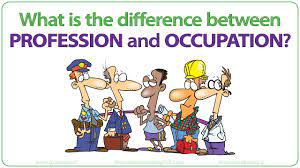 What is the difference between
PROFESSION and OCCUPATION?